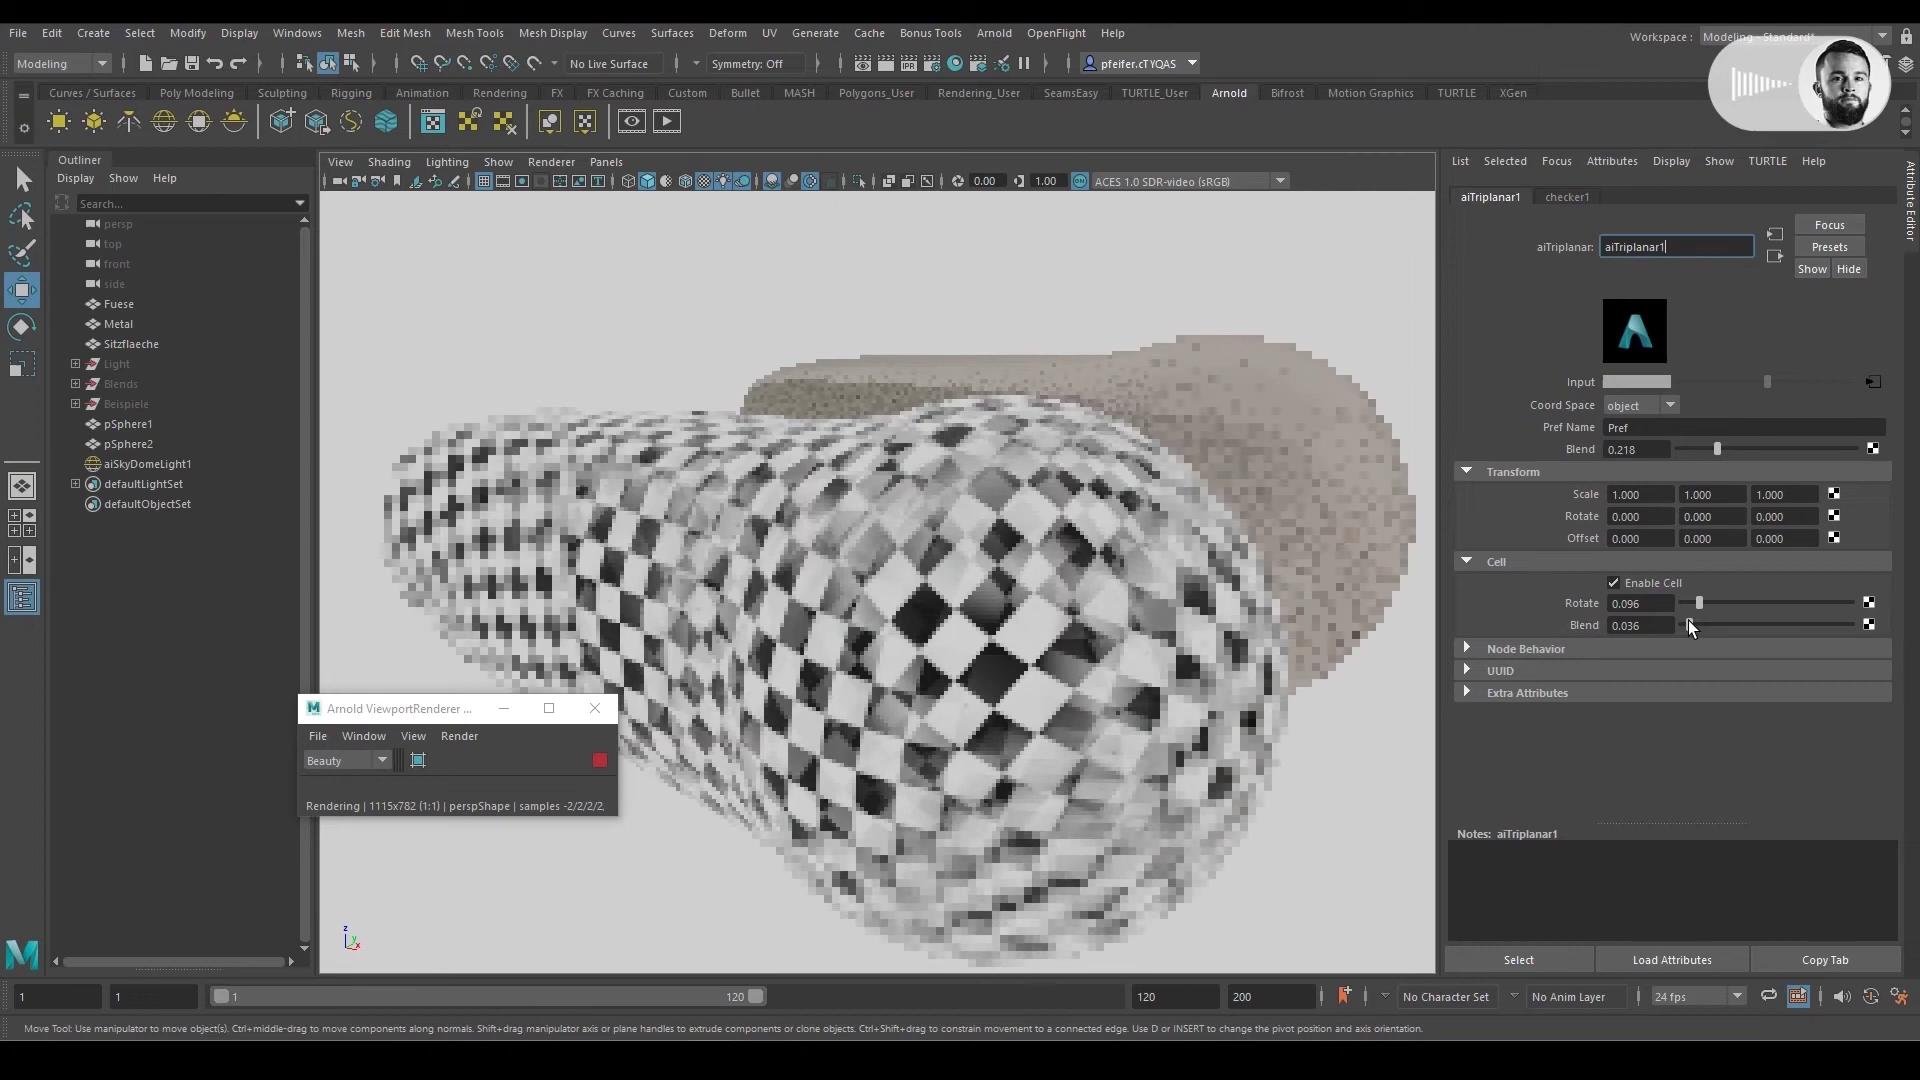 File Edit Create Select Modify Display Windows Mesh Edit Mesh Mesh Tools Mesh Display Curves Surfaces Deform UV Generate Cache Bonus Tools Arnold OpenFlight Help
Workspace : Modeling - Standard*
Modeling No Live Surface Symmetry: Off pfeifer.cTYQAS
Curves / Surfaces Poly Modeling Sculpting Rigging Animation Rendering FX FX Caching Custom Bullet MASH Polygons_User Rendering_User SeamsEasy TURTLE_User Arnold Bifrost Motion Graphics TURTLE XGen
Outliner
Display Show Help
Search...
persp
top
front
side
Fuese
Metal
Sitzflaeche
Light
Blends
Beispiele
pSphere1
pSphere2
aiSkyDomeLight1
defaultLightSet
defaultObjectSet
View Shading Lighting Show Renderer Panels
0.00 1.00 ACES 1.0 SDR-video (sRGB)
z
y
x
Arnold ViewportRenderer ...
File Window View Render
Beauty
Rendering | 1115x782 (1:1) | perspShape | samples -2/2/2/2,
List Selected Focus Attributes Display Show TURTLE Help
Attribute Editor
aiTriplanar1 checker1
aiTriplanar: aiTriplanar1
Focus
Presets
Show Hide
Input
Coord Space object
Pref Name Pref
Blend 0.218
Transform
Scale 1.000 1.000 1.000
Rotate 0.000 0.000 0.000
Offset 0.000 0.000 0.000
Cell
Enable Cell
Rotate 0.096
Blend 0.036
Node Behavior
UUID
Extra Attributes
Notes: aiTriplanar1
Select Load Attributes Copy Tab
1 1 1 120 120 200 No Character Set No Anim Layer 24 fps
Move Tool: Use manipulator to move object(s). Ctrl+middle-drag to move components along normals. Shift+drag manipulator axis or plane handles to extrude components or clone objects. Ctrl+Shift+drag to constrain movement to a connected edge. Use D or INSERT to change the pivot position and axis orientation.